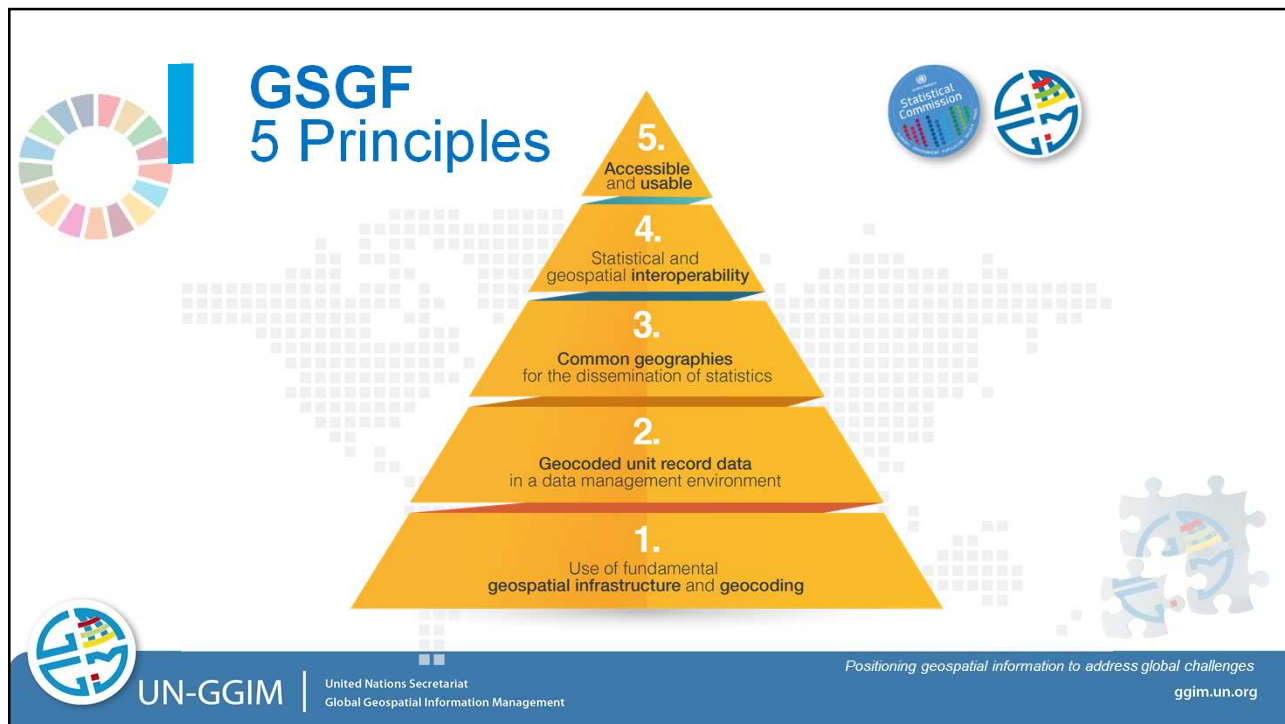 GSGF
5 Principles
Statistical
Commission
5.
Accessible
and usable
4.
Statistical and
geospatial interoperability
3.
Common geographies
for the dissemination of statistics
2.
Geocoded unit record data
in a data management environment
1.
Use of fundamental
geospatial infrastructure and geocoding
UN-GGIM
United Nations Secretariat
Global Geospatial Information Management
Positioning geospatial information to address global challenges
ggim.un.org